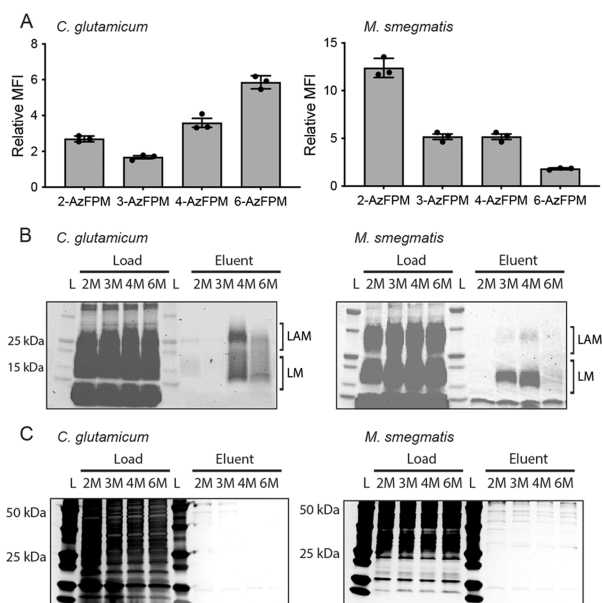 A
C. glutamicum
M. smegmatis
Relative MFI
8
6
4
2
0
2-AzFPM 3-AzFPM 4-AzFPM 6-AzFPM
Relative MFI
15
10
5
0
2-AzFPM 3-AzFPM 4-AzFPM 6-AzFPM
B
C. glutamicum
M. smegmatis
Load Eluent
L 2M 3M 4M 6M L 2M 3M 4M 6M
25 kDa
15 kDa
LAM
LM
Load Eluent
L 2M 3M 4M 6M L 2M 3M 4M 6M
LAM
LM
C
C. glutamicum
M. smegmatis
Load Eluent
L 2M 3M 4M 6M L 2M 3M 4M 6M
50 kDa
25 kDa
Load Eluent
L 2M 3M 4M 6M L 2M 3M 4M 6M
50 kDa
25 kDa